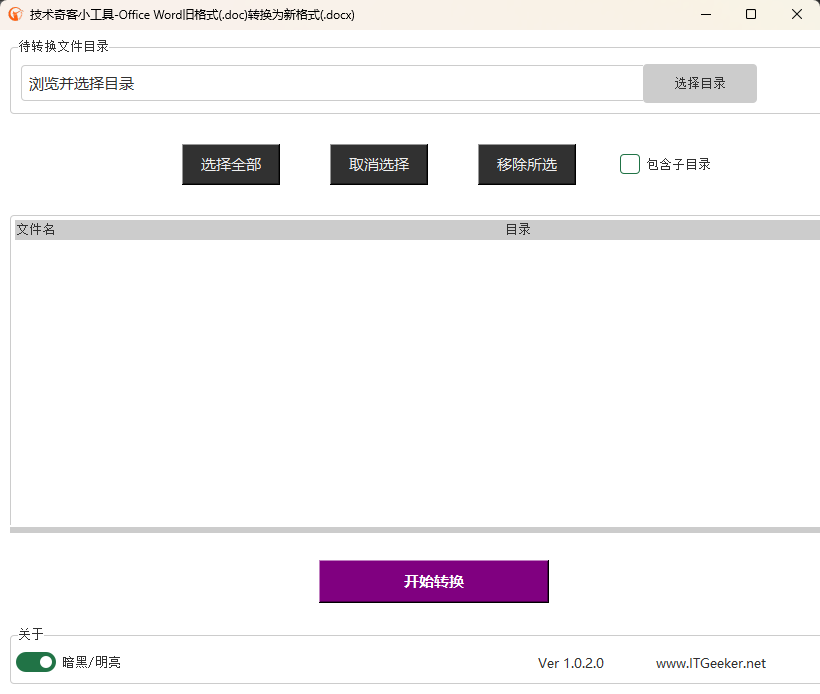 技术奇客小工具-Office Word旧格式(.doc)转换为新格式(.docx)
待转换文件目录
浏览并选择目录 选择目录
选择全部 取消选择 移除所选 包含子目录
文件名 目录
开始转换
关于
暗黑/明亮 Ver 1.0.2.0 www.ITGeeker.net